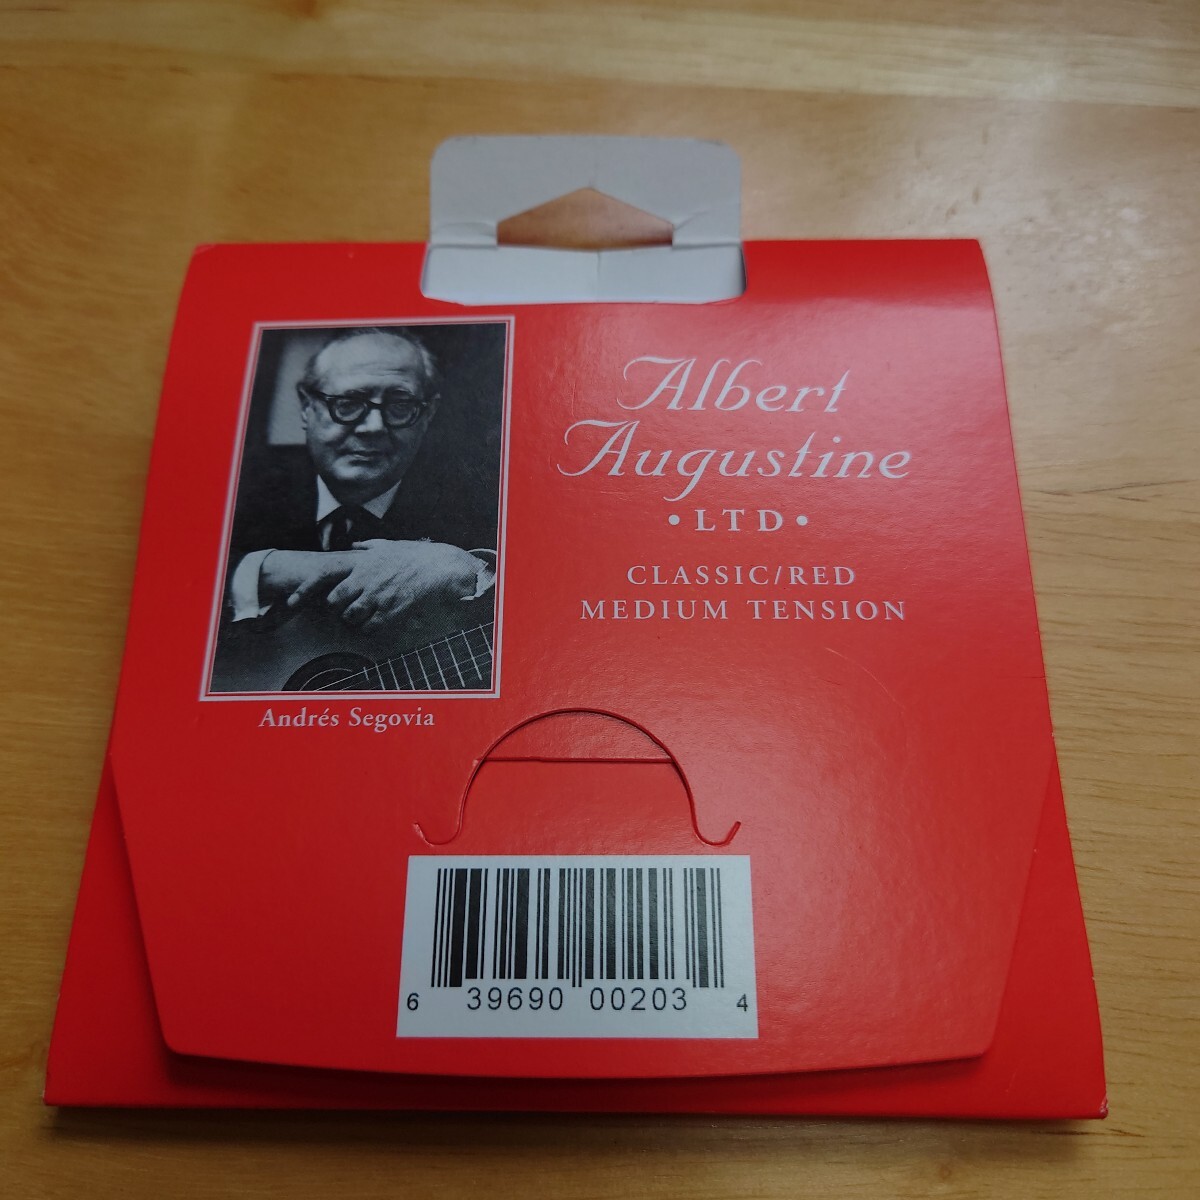 Albert
Augustine
• LTD •
CLASSIC/RED
MEDIUM TENSION
Andrés Segovia
6 39690 00203 4